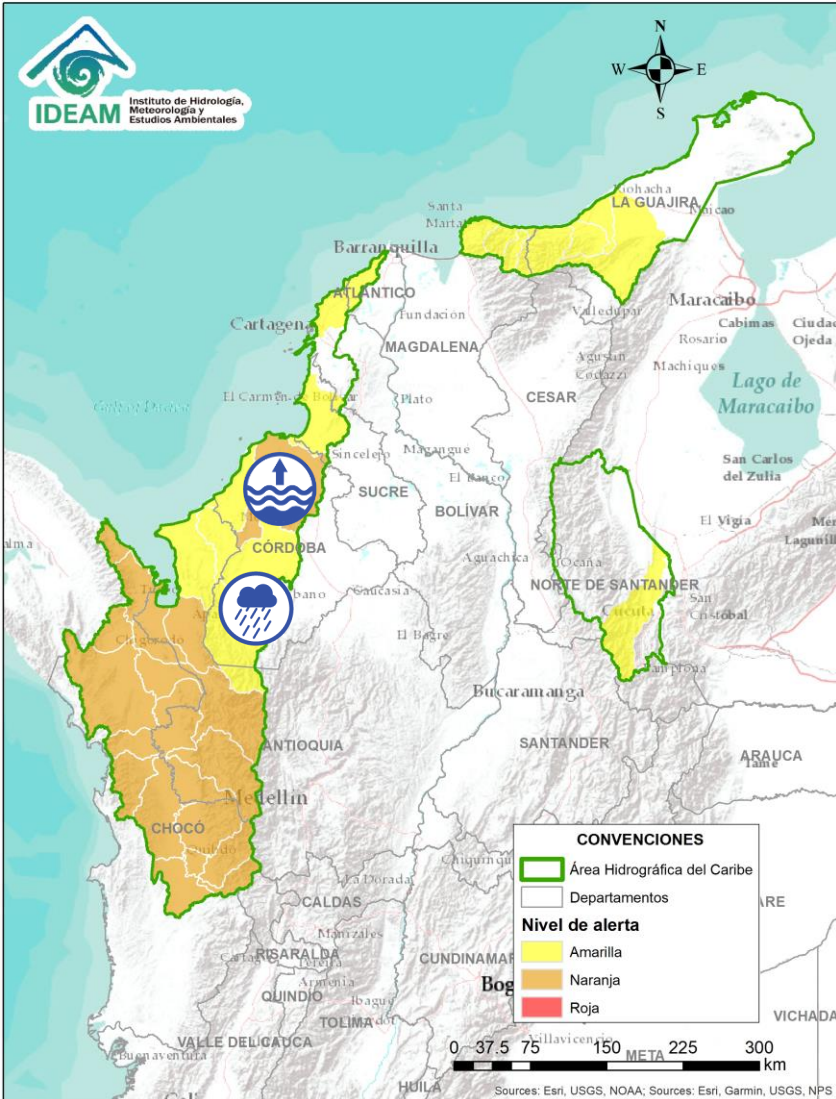 IDEAM
Instituto de Hidrología,
Meteorología y
Estudios Ambientales
N
W
E
S
Riohacha
LA GUAJIRA
Maicao
Santa
Marta
Barranquilla
ATLÁNTICO
Maracaibo
Cartagena
Fundación
Valledupar
Cabimas
Ciudad
Ojeda
Rosario
MAGDALENA
Agustín
Codazzi
Machiques
CESAR
Lago de
Maracaibo
El Carmen de Bolívar
Plato
Sincelejo
Magangué
San Carlos
del Zulia
El Banco
SUCRE
BOLÍVAR
El Vigía
CÓRDOBA
Ocaña
Aguachica
NORTE DE SANTANDER
Caucasia
San
Cristóbal
Cúcuta
El Bagre
Chigorodó
Pamplona
Bucaramanga
ANTIOQUIA
SANTANDER
ARAUCA
Tame
Medellín
CHOCÓ
Quibdó
CONVENCIONES
Área Hidrográfica del Caribe
Departamentos
Nivel de alerta
Amarilla
Naranja
Roja
La Dorada
CALDAS
Manizales
RISARALDA
Pereira
Armenia
QUINDÍO
Ibagué
TOLIMA
VICHADA
VALLE DEL CAUCA
Buenaventura
Villavicencio
META
HUILA
0 37.5 75 150 225 300
km
Sources: Esri, USGS, NOAA; Sources: Esri, Garmin, USGS, NPS